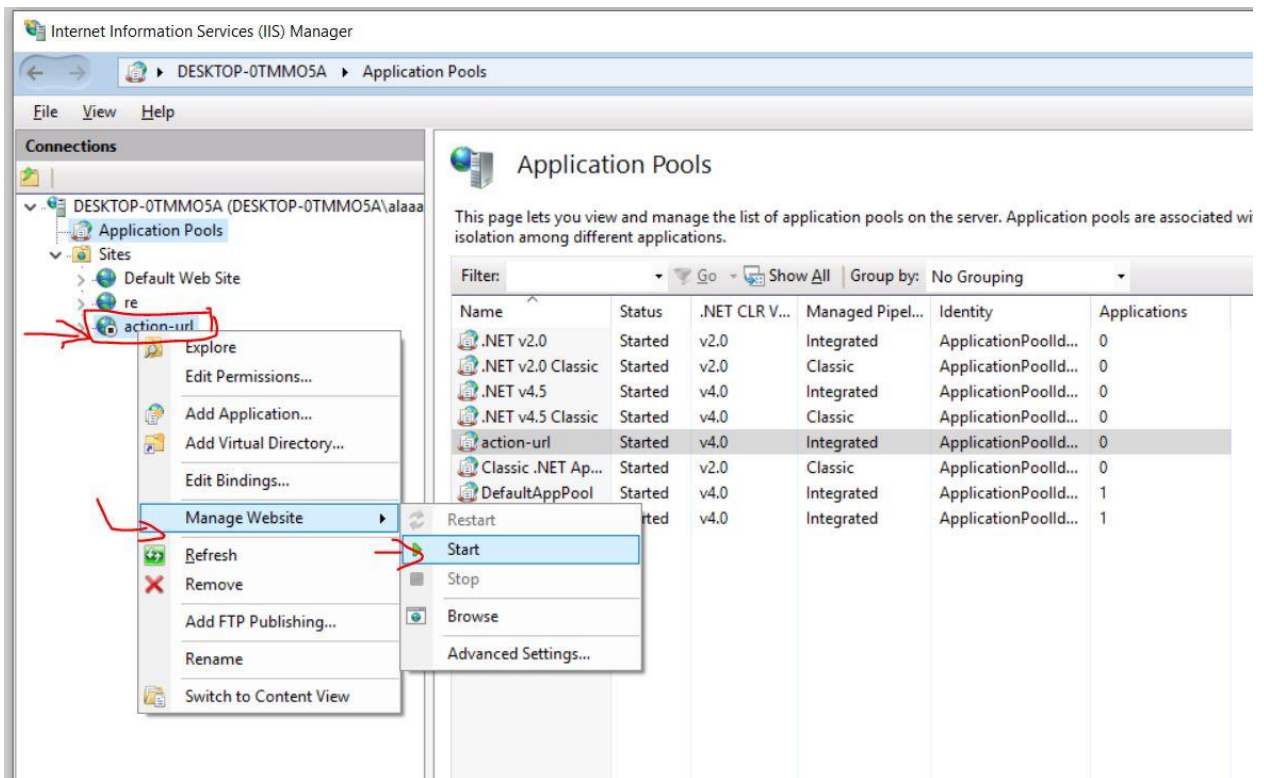 Internet Information Services (IIS) Manager
DESKTOP-0TMMO5A Application Pools
File View Help
Connections
DESKTOP-0TMMO5A (DESKTOP-0TMMO5A\alaaa
Application Pools
Sites
Default Web Site
re
action-url
Explore
Edit Permissions...
Add Application...
Add Virtual Directory...
Edit Bindings...
Manage Website
Refresh
Remove
Add FTP Publishing...
Rename
Switch to Content View
Restart
Start
Stop
Browse
Advanced Settings...
Application Pools
This page lets you view and manage the list of application pools on the server. Application pools are associated wi
isolation among different applications.
Filter: Go Show All Group by: No Grouping
Name Status .NET CLR V... Managed Pipel... Identity Applications
.NET v2.0 Started v2.0 Integrated ApplicationPoolId... 0
.NET v2.0 Classic Started v2.0 Classic ApplicationPoolId... 0
.NET v4.5 Started v4.0 Integrated ApplicationPoolId... 0
.NET v4.5 Classic Started v4.0 Classic ApplicationPoolId... 0
action-url Started v4.0 Integrated ApplicationPoolId... 0
Classic .NET Ap... Started v2.0 Classic ApplicationPoolId... 0
DefaultAppPool Started v4.0 Integrated ApplicationPoolId... 1
rted v4.0 Integrated ApplicationPoolId... 1